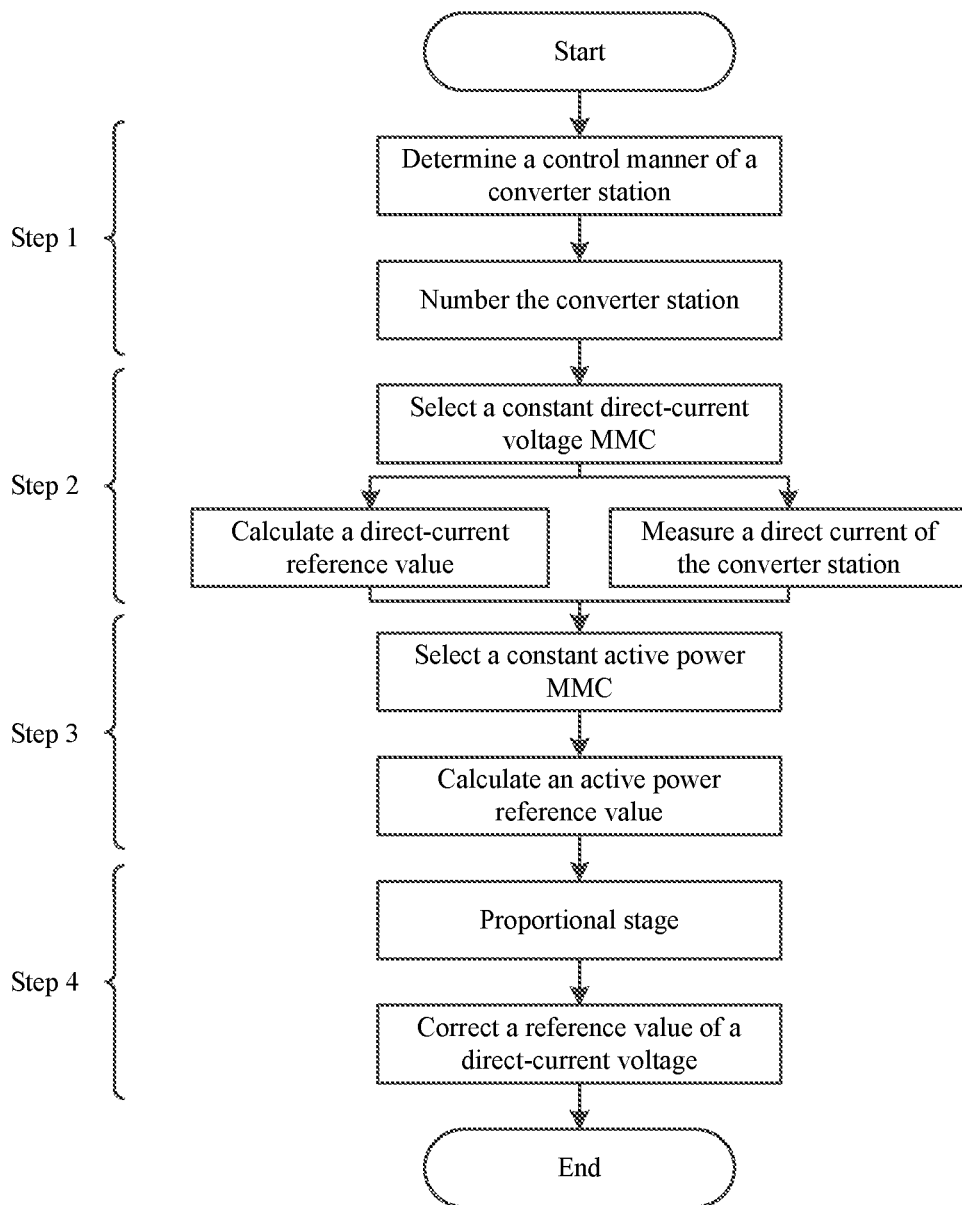 Start
Step 1
Determine a control manner of a
converter station
Number the converter station
Step 2
Select a constant direct-current
voltage MMC
Calculate a direct-current
reference value
Measure a direct current of
the converter station
Step 3
Select a constant active power
MMC
Calculate an active power
reference value
Step 4
Proportional stage
Correct a reference value of a
direct-current voltage
End